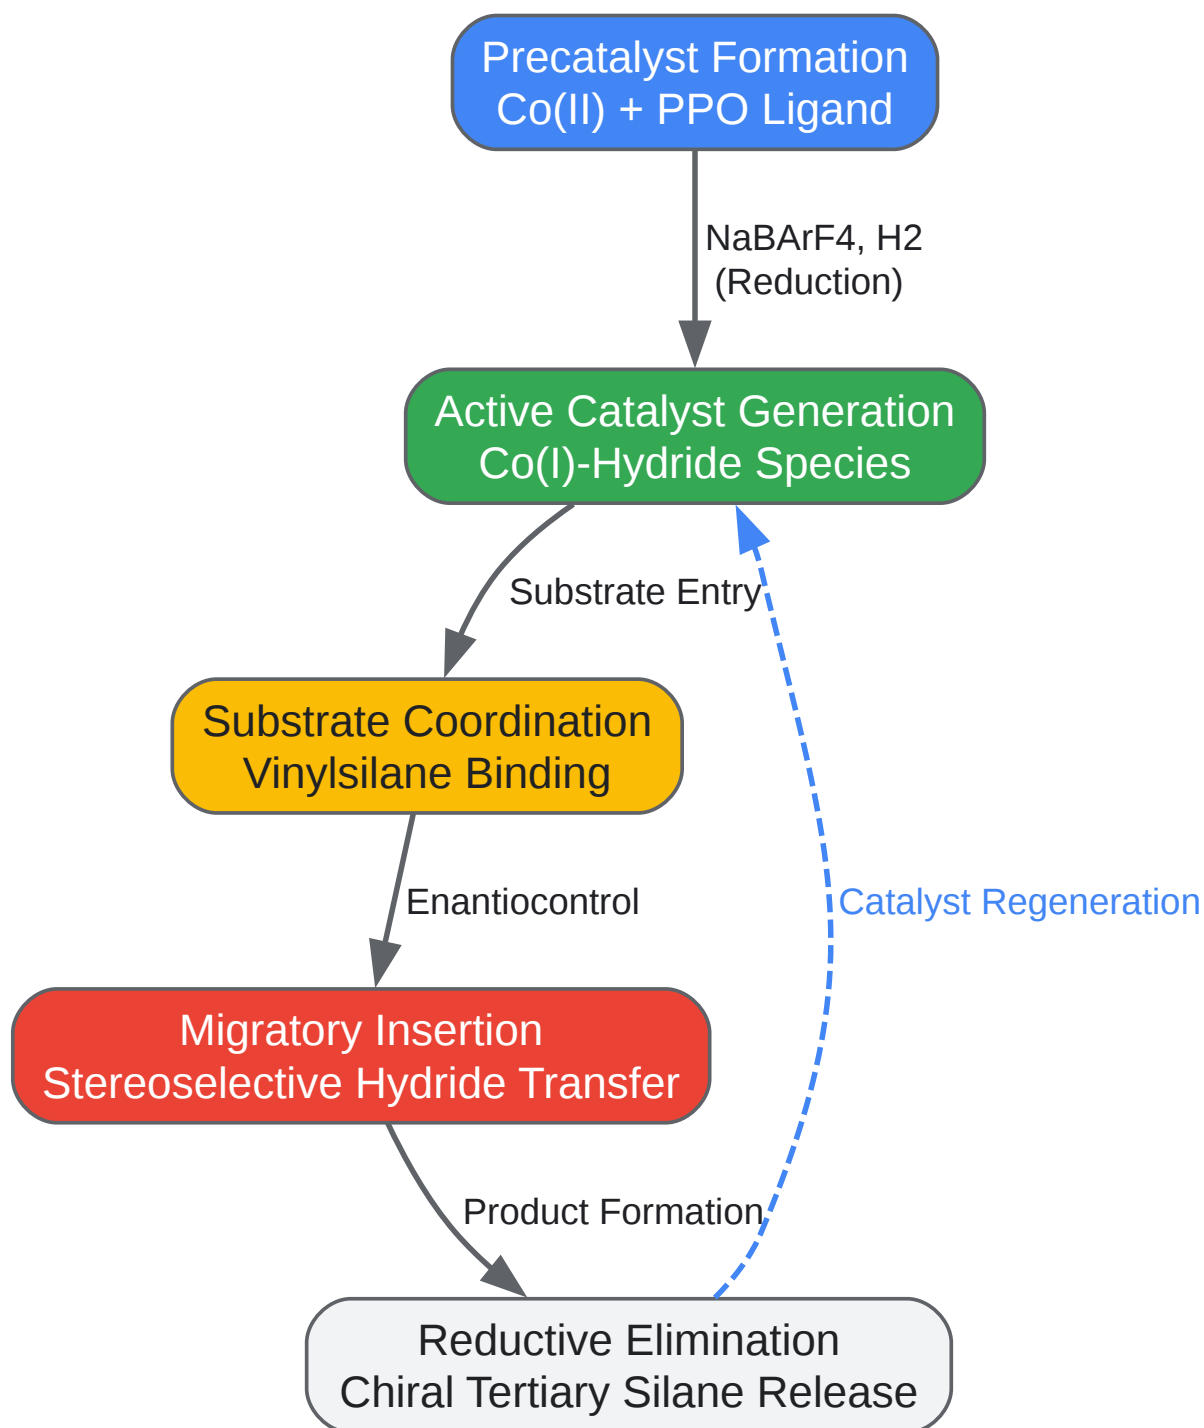 Precatalyst Formation
Co(II) + PPO Ligand
NaBArF4, H2
(Reduction)
Active Catalyst Generation
Co(I)-Hydride Species
Substrate Entry
Substrate Coordination
Vinylsilane Binding
Enantiocontrol
Catalyst Regeneration
Migratory Insertion
Stereoselective Hydride Transfer
Product Formation
Reductive Elimination
Chiral Tertiary Silane Release